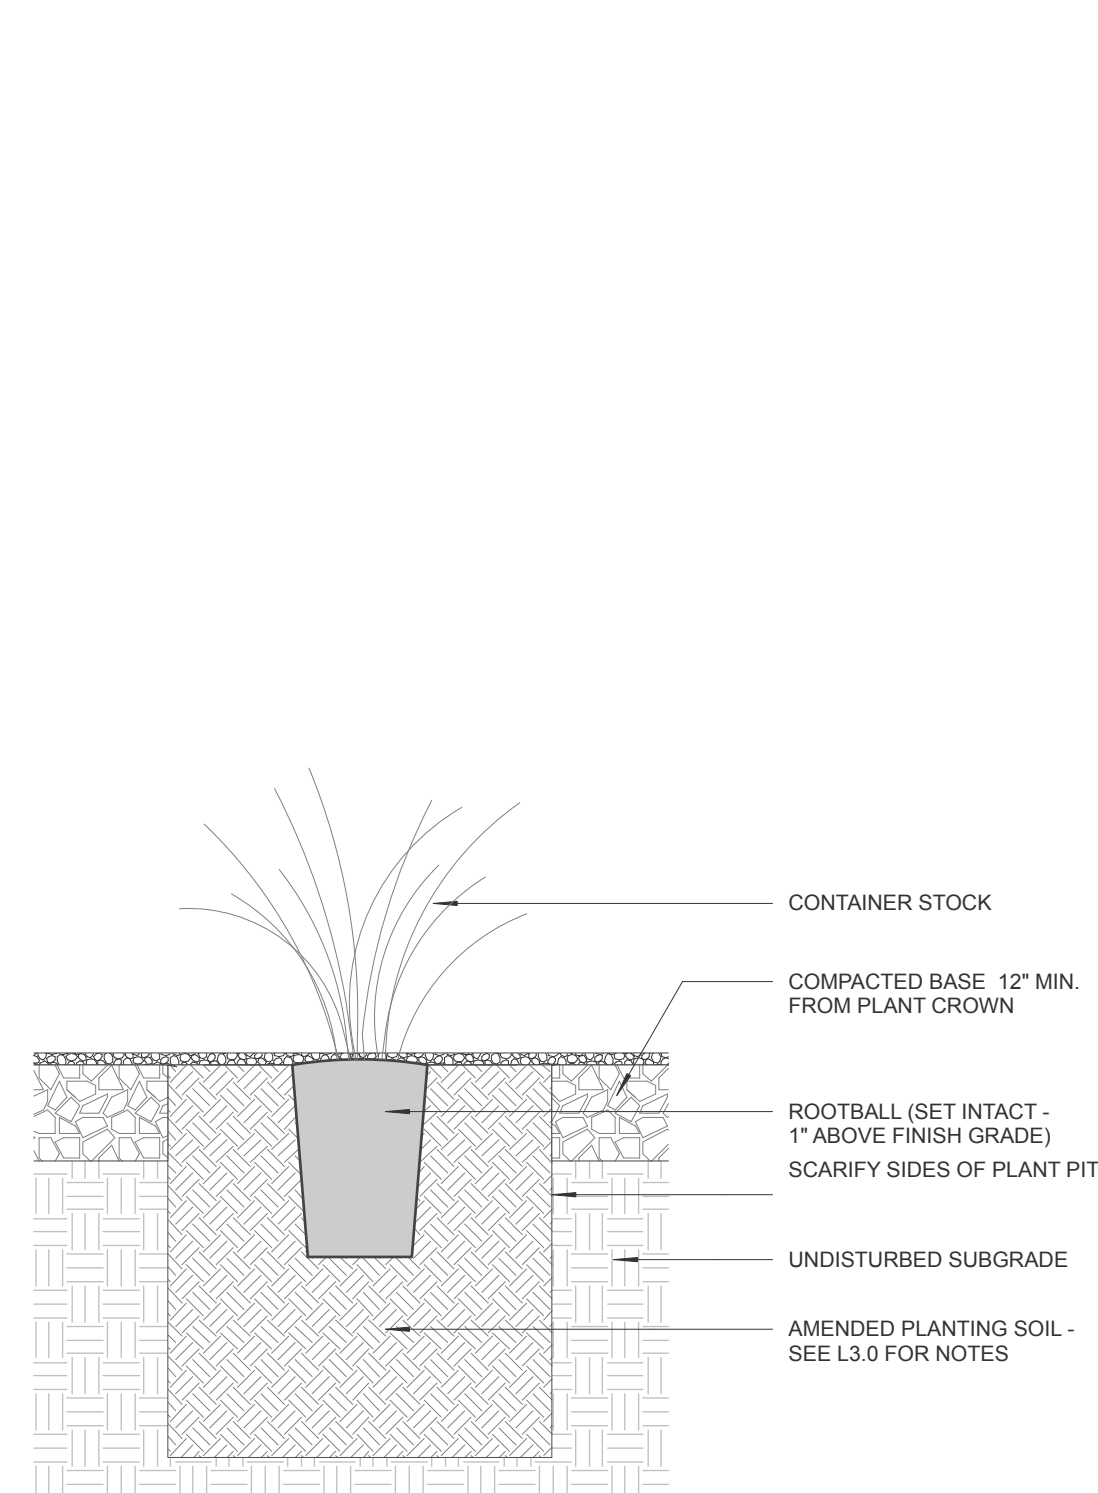 CONTAINER STOCK
COMPACTED BASE 12" MIN.
FROM PLANT CROWN
ROOTBALL (SET INTACT -
1" ABOVE FINISH GRADE)
SCARIFY SIDES OF PLANT PIT
UNDISTURBED SUBGRADE
AMENDED PLANTING SOIL -
SEE L3.0 FOR NOTES